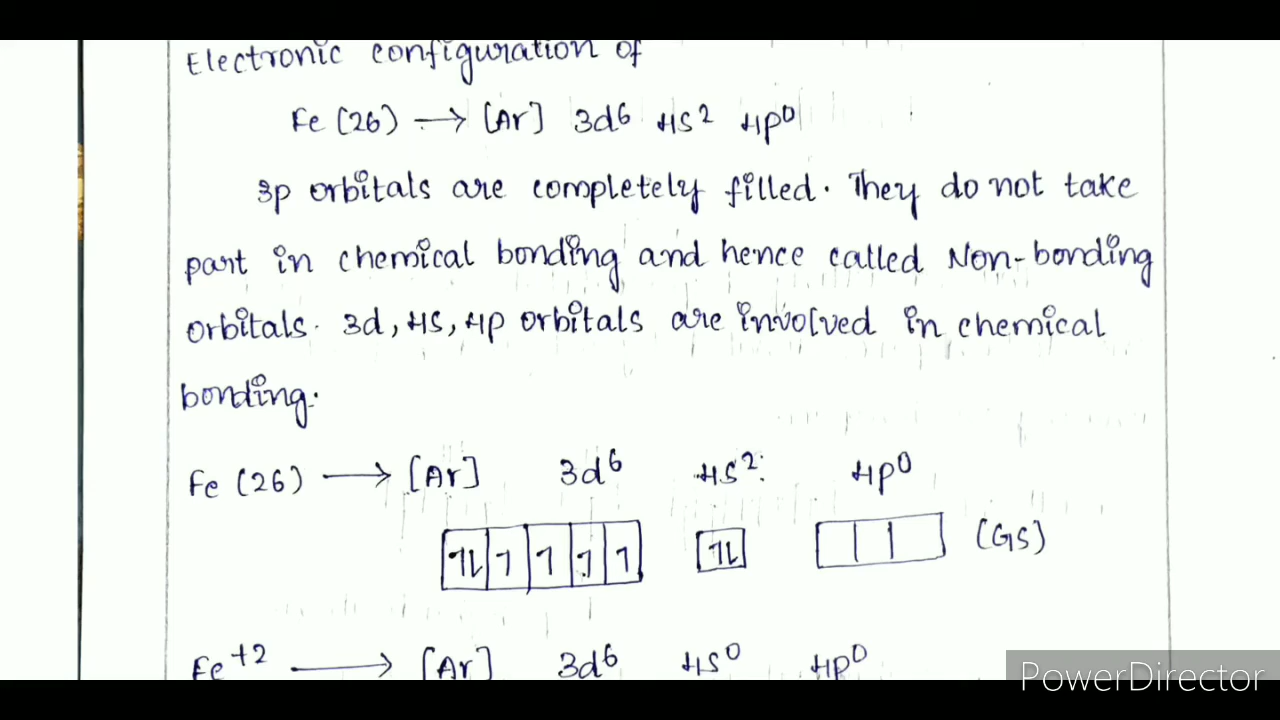 Electronic configuration of
Fe (26) → [Ar] 3d⁶ 4S² 4p⁰
3p orbitals are completely filled. They do not take
part in chemical bonding and hence called Non-bonding
orbitals. 3d, 4S, 4p orbitals are involved in chemical
bonding.
Fe (26) → [Ar] 3d⁶ 4S² 4p⁰
[↿⇂|↿|↿|↿|↿] [↿⇂] [ | | ] (GS)
Fe⁺² → [Ar] 3d⁶ 4S⁰ 4p⁰
PowerDirector